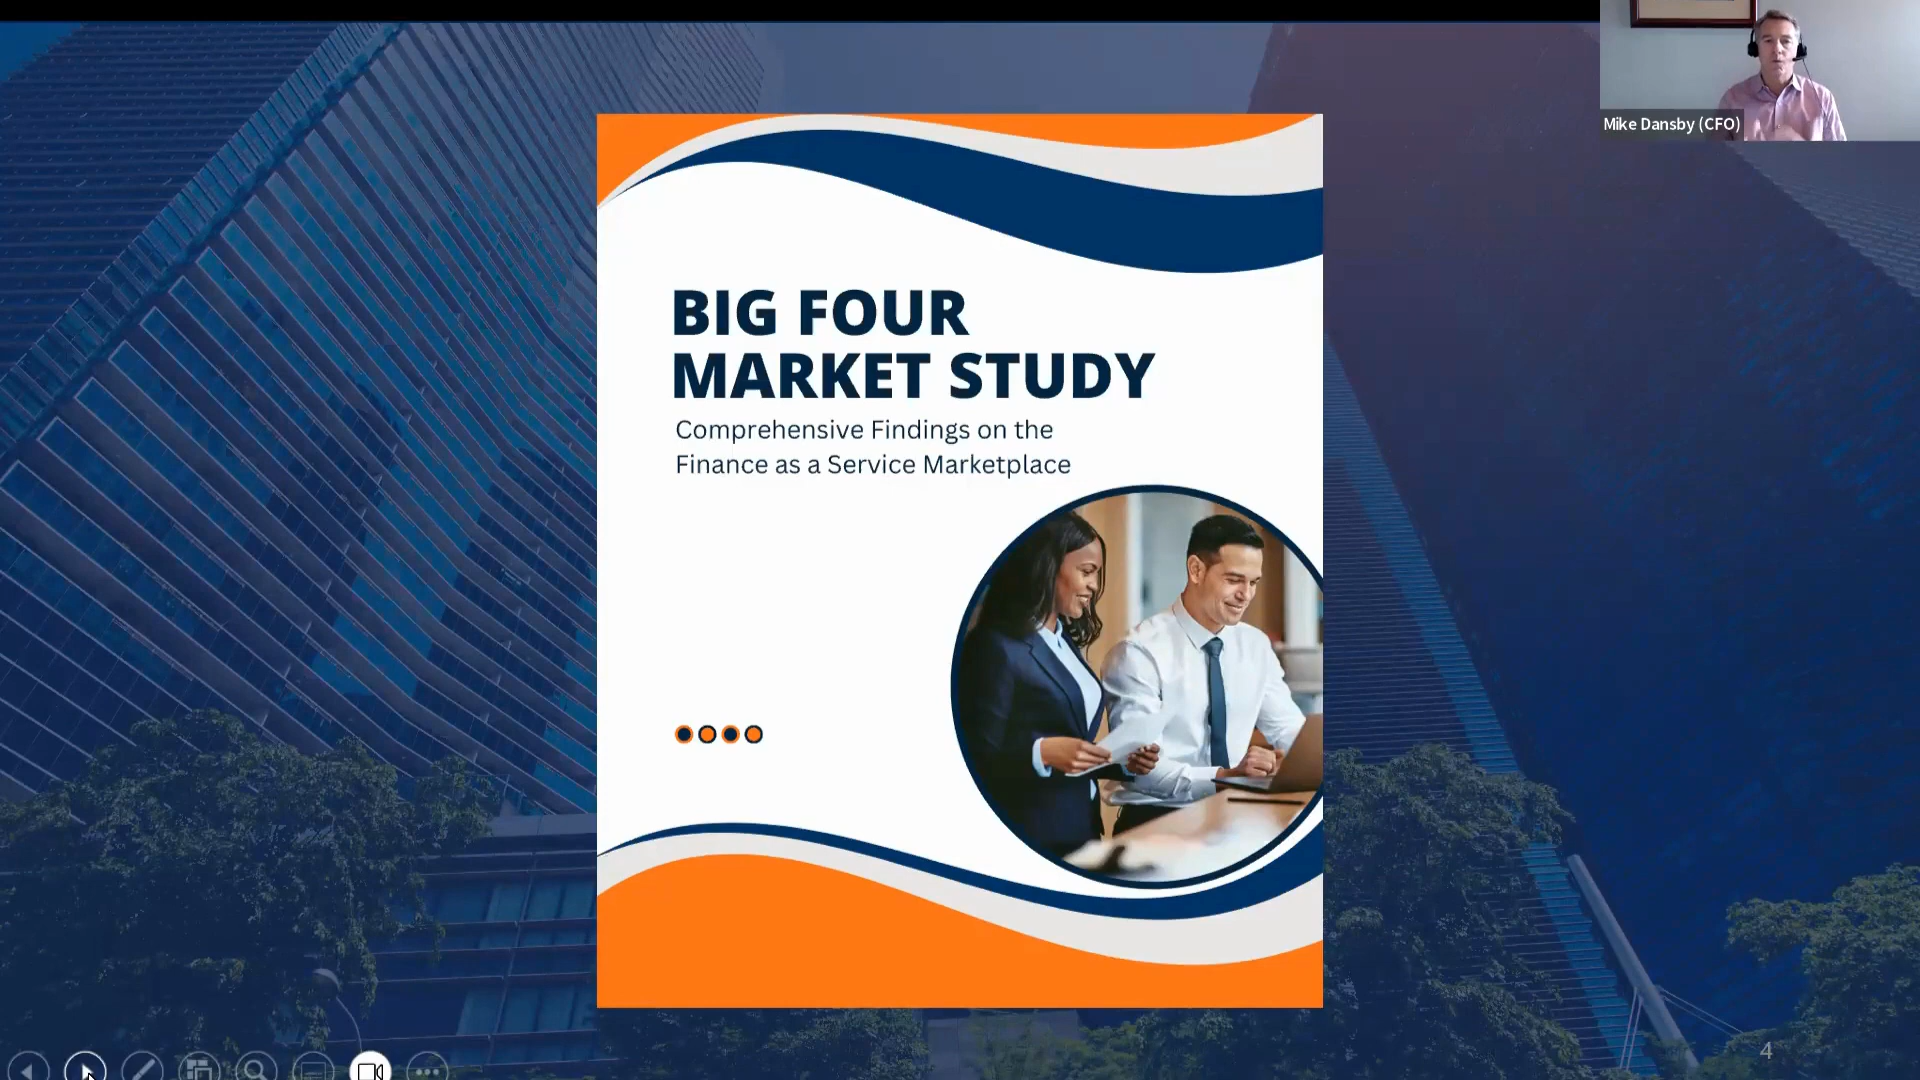 Mike Dansby (CFO)
BIG FOUR
MARKET STUDY
Comprehensive Findings on the
Finance as a Service Marketplace
4